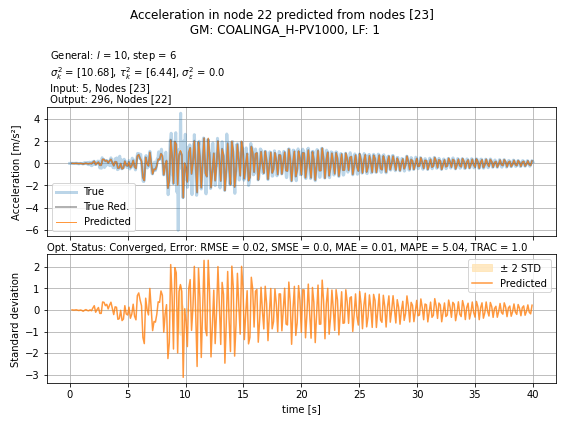 Acceleration in node 22 predicted from nodes [23]
GM: COALINGA_H-PV1000, LF: 1
General: l = 10, step = 6
σ²ₖ = [10.68], τ²ₖ = [6.44], σ²ₑ = 0.0
Input: 5, Nodes [23]
Output: 296, Nodes [22]
Acceleration [m/s²]
4
2
0
−2
−4
−6
True
True Red.
Predicted
Opt. Status: Converged, Error: RMSE = 0.02, SMSE = 0.0, MAE = 0.01, MAPE = 5.04, TRAC = 1.0
Standard deviation
2
1
0
−1
−2
−3
± 2 STD
Predicted
0 5 10 15 20 25 30 35 40
time [s]